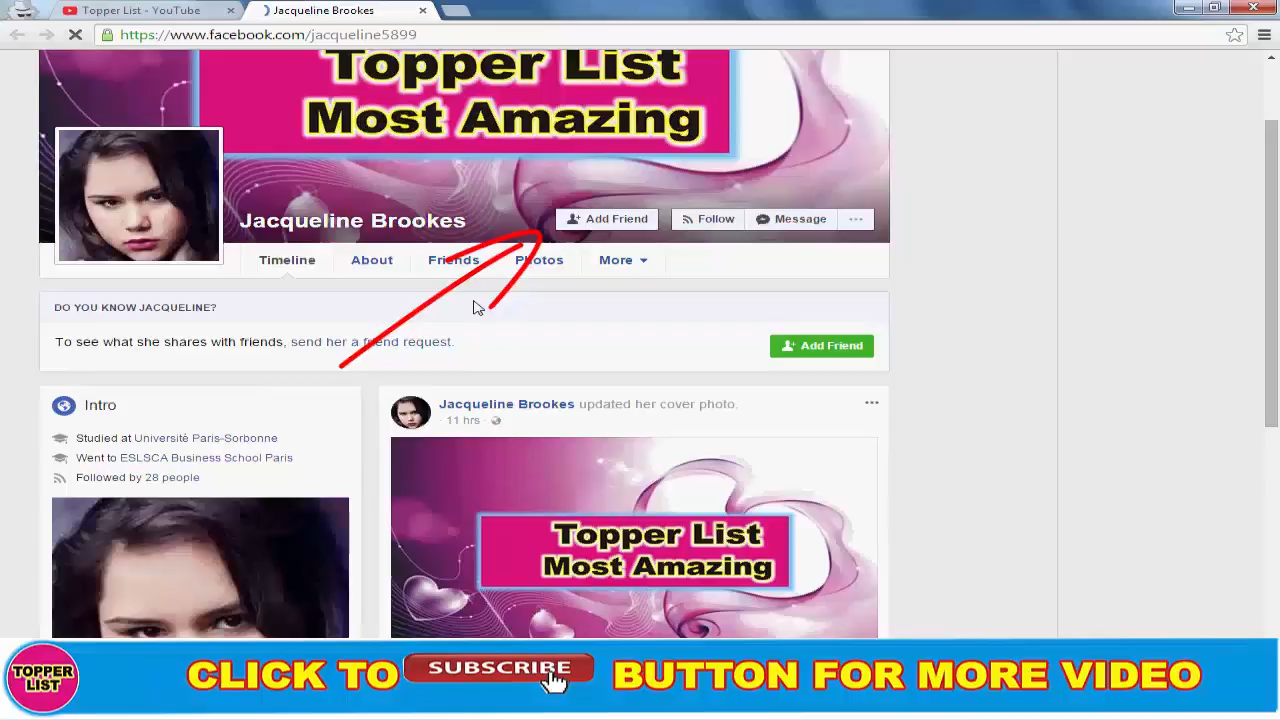 Topper List - YouTube
Jacqueline Brookes
https://www.facebook.com/jacqueline5899
Topper List
Most Amazing
Jacqueline Brookes
Add Friend
Follow
Message
Timeline
About
Friends
Photos
More
DO YOU KNOW JACQUELINE?
To see what she shares with friends, send her a friend request.
Add Friend
Intro
Studied at Université Paris-Sorbonne
Went to ESLSCA Business School Paris
Followed by 28 people
Jacqueline Brookes updated her cover photo.
· 11 hrs ·
Topper List
Most Amazing
TOPPER
LIST
CLICK TO SUBSCRIBE BUTTON FOR MORE VIDEO